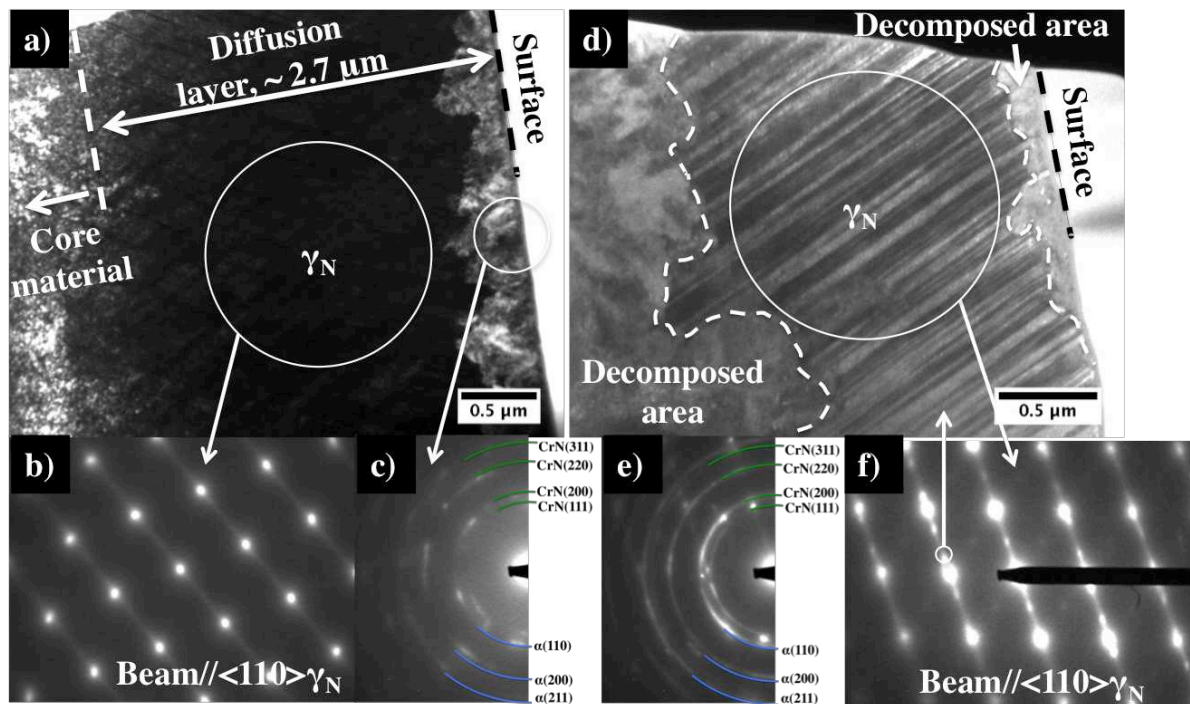 a)
Diffusion
layer, ~ 2.7 μm
Surface
Core
material
γN
0.5 μm
d)
Decomposed area
Surface
γN
Decomposed
area
0.5 μm
b)
Beam//<110>γN
c)
CrN(311)
CrN(220)
CrN(200)
CrN(111)
α(110)
α(200)
α(211)
e)
CrN(311)
CrN(220)
CrN(200)
CrN(111)
α(110)
α(200)
α(211)
f)
Beam//<110>γN